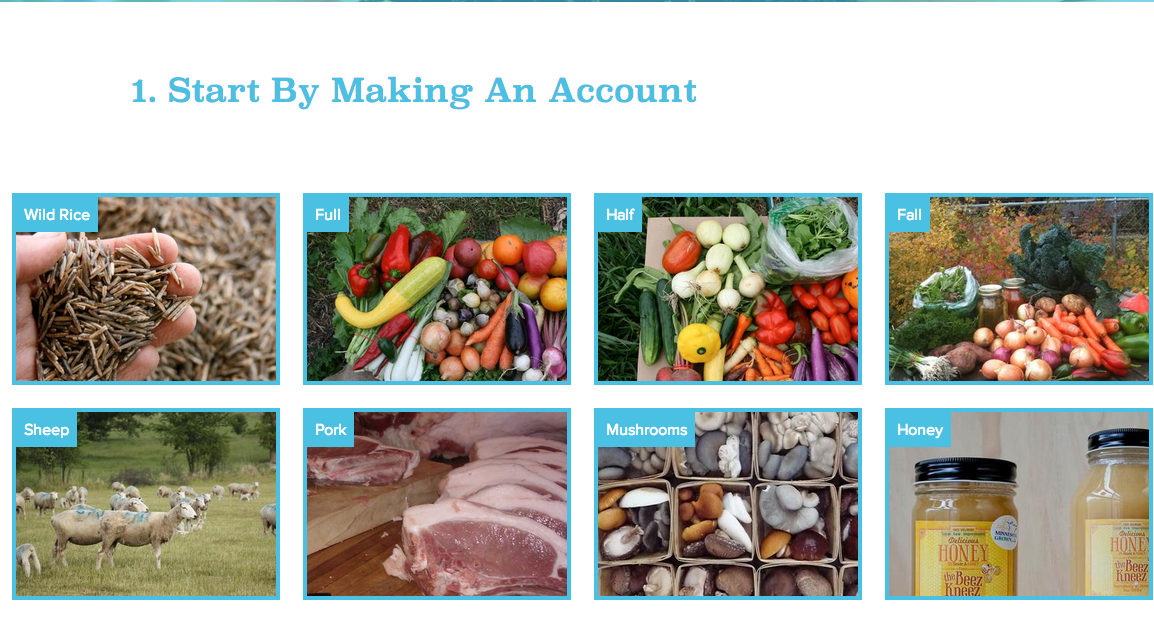 1. Start By Making An Account
Wild Rice
Full
Half
Fall
Sheep
Pork
Mushrooms
Honey
Delicious
HONEY
the Beez
Kneez
HONEY
the Beez
Kneez